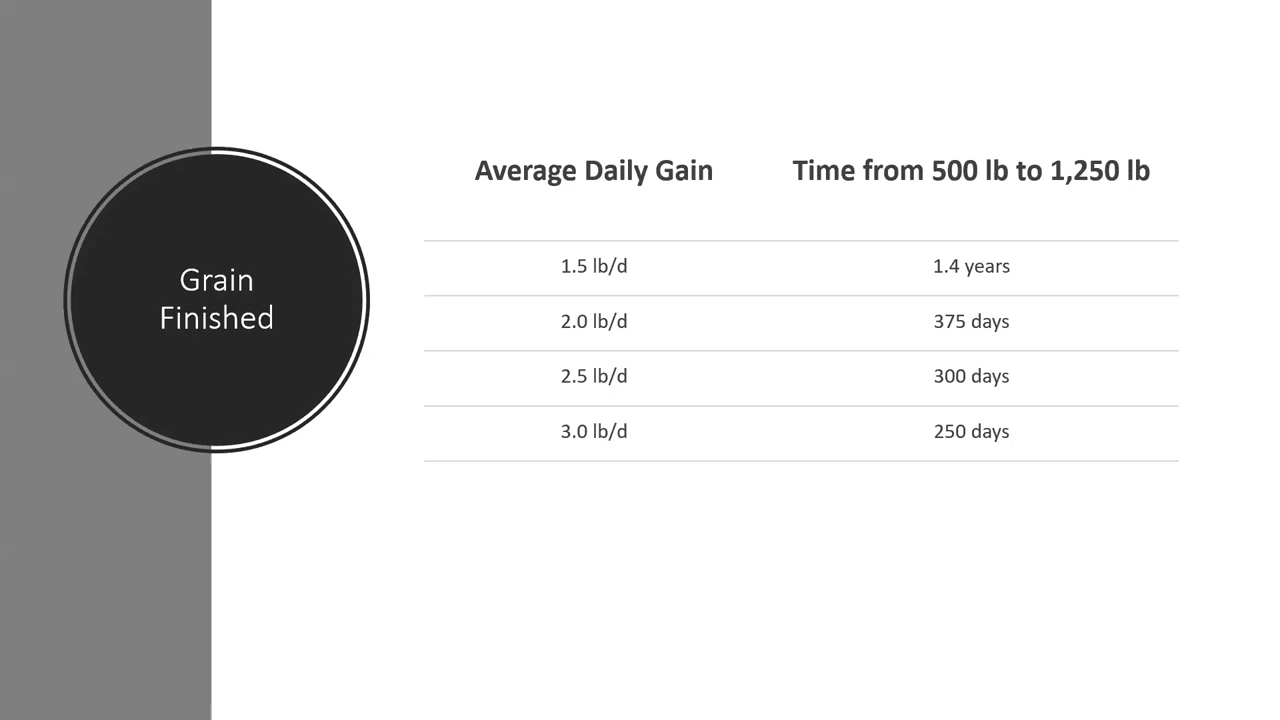 Grain
Finished
Average Daily Gain Time from 500 lb to 1,250 lb
1.5 lb/d 1.4 years
2.0 lb/d 375 days
2.5 lb/d 300 days
3.0 lb/d 250 days